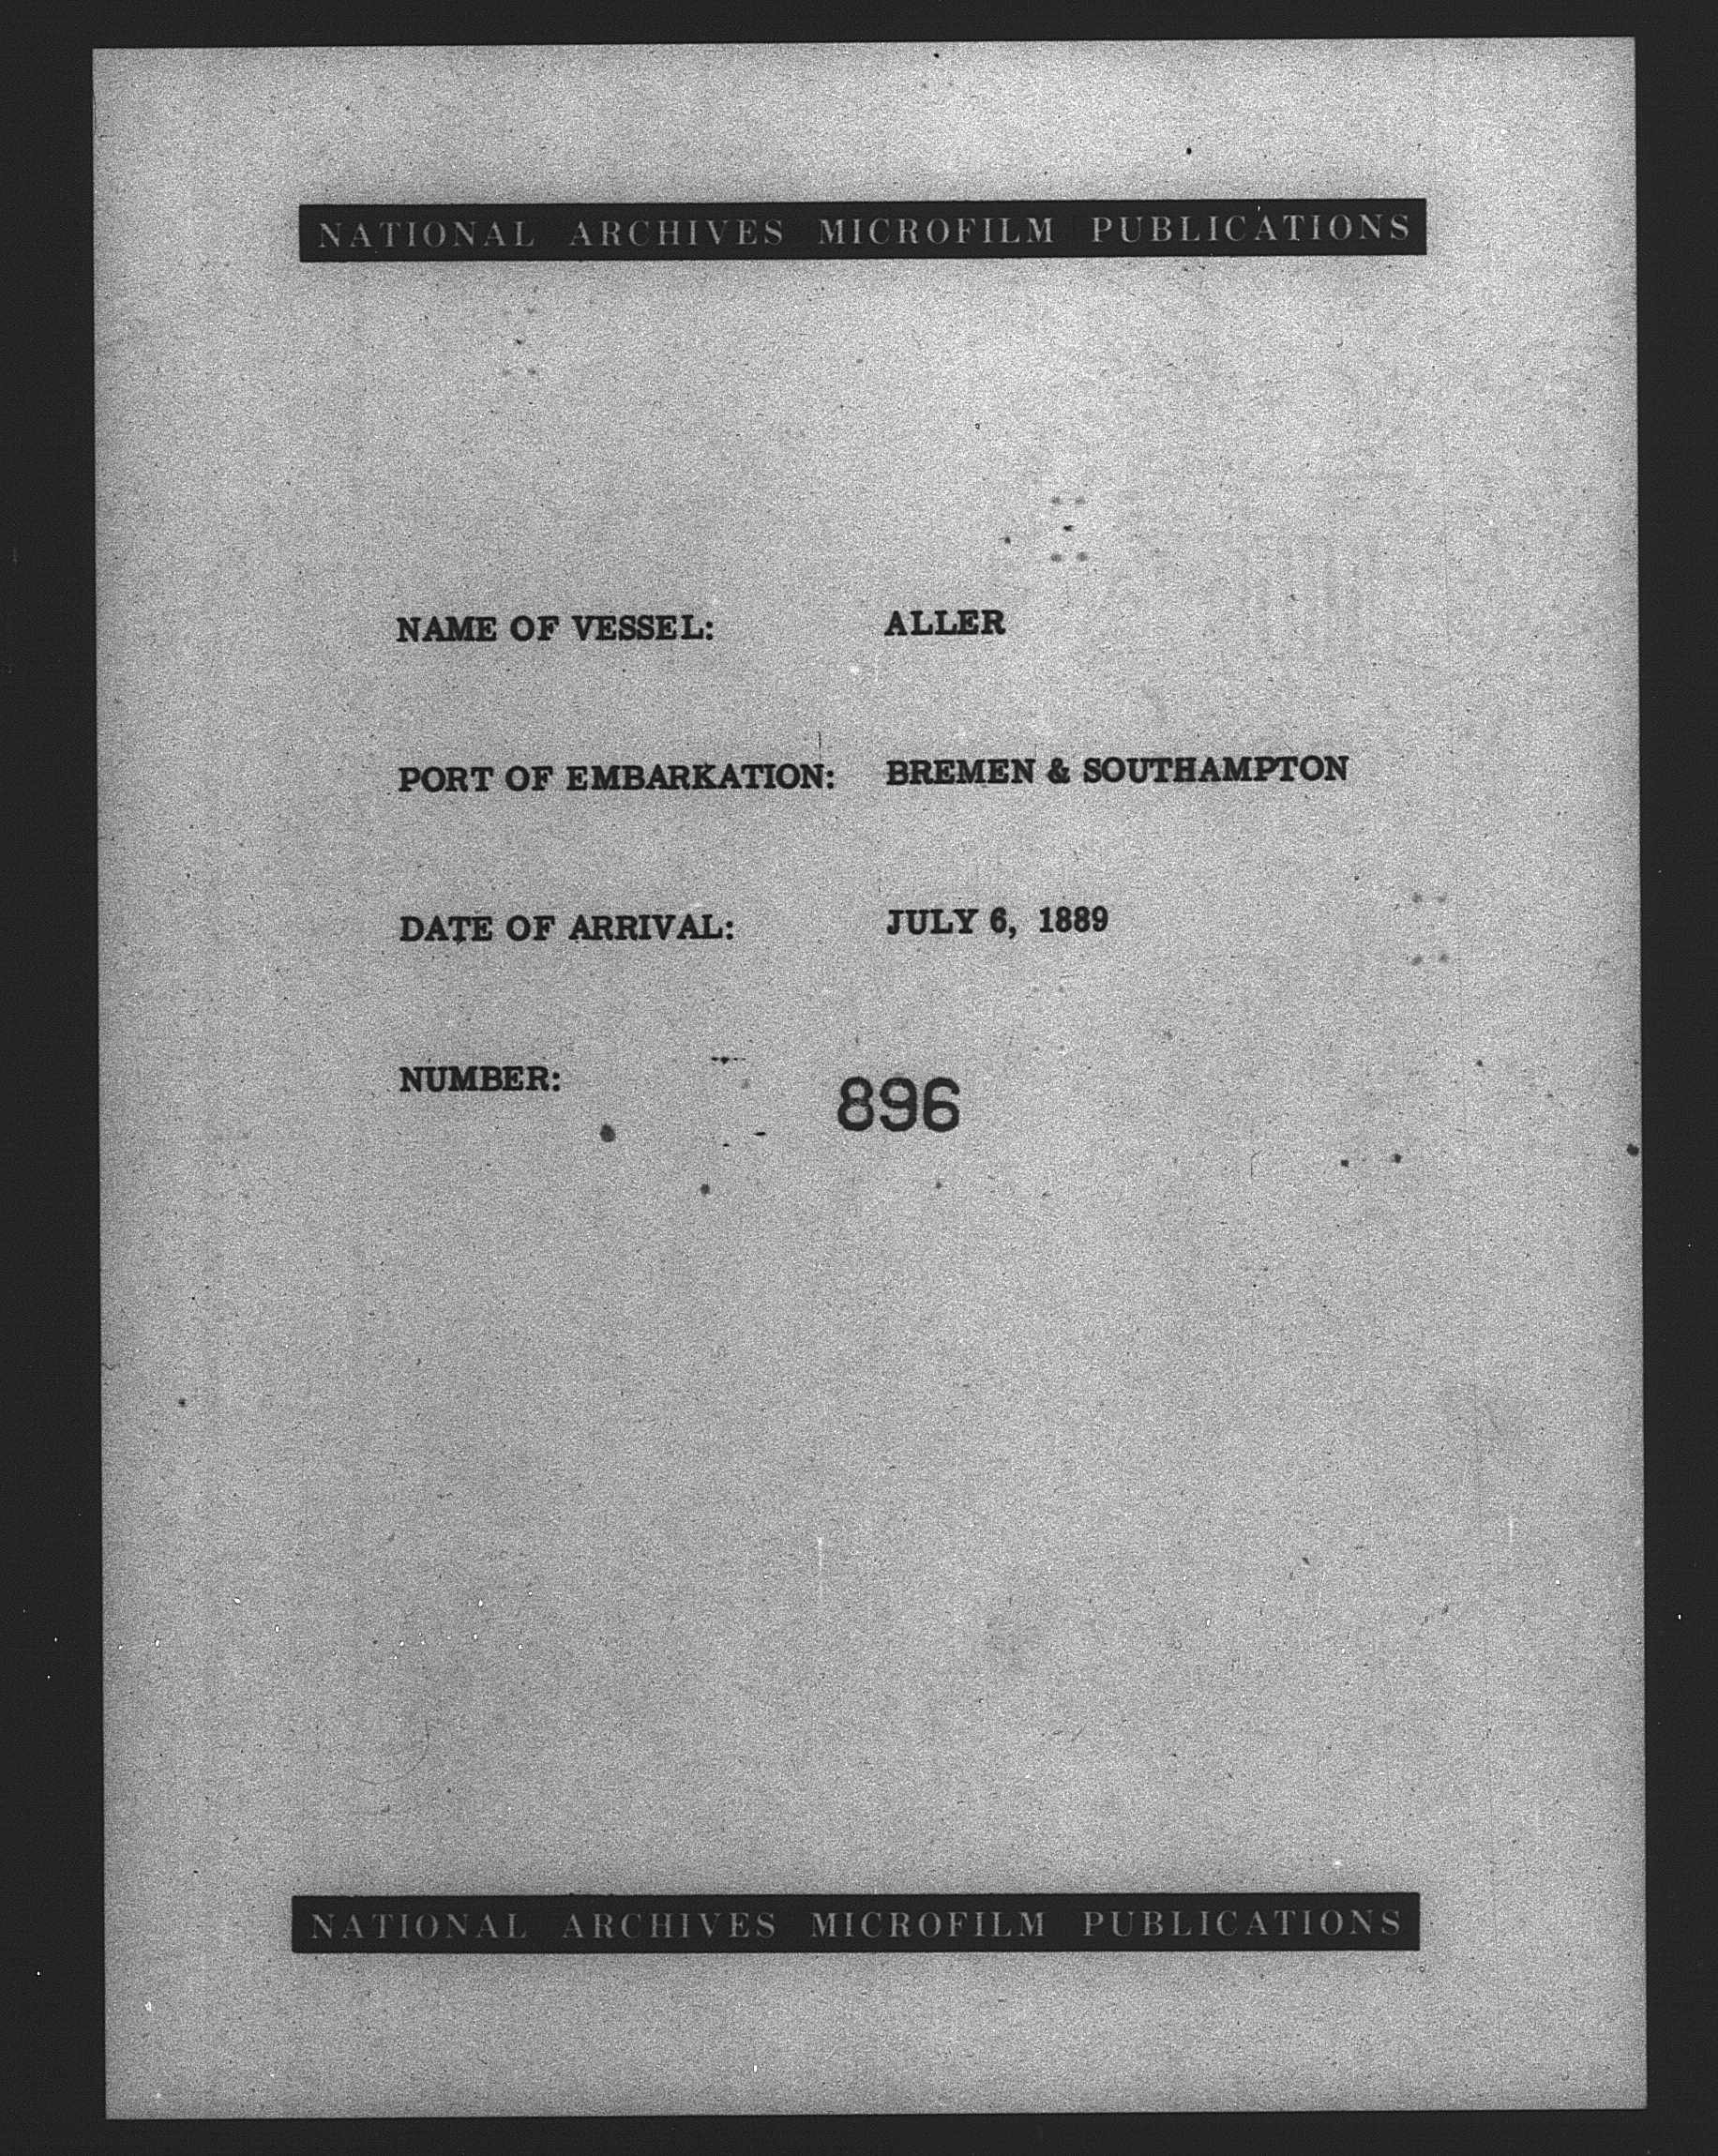 NATIONAL ARCHIVES MICROFILM PUBLICATIONS
NAME OF VESSEL: ALLER
PORT OF EMBARKATION: BREMEN & SOUTHAMPTON
DATE OF ARRIVAL: JULY 6, 1889
NUMBER: 896
NATIONAL ARCHIVES MICROFILM PUBLICATIONS